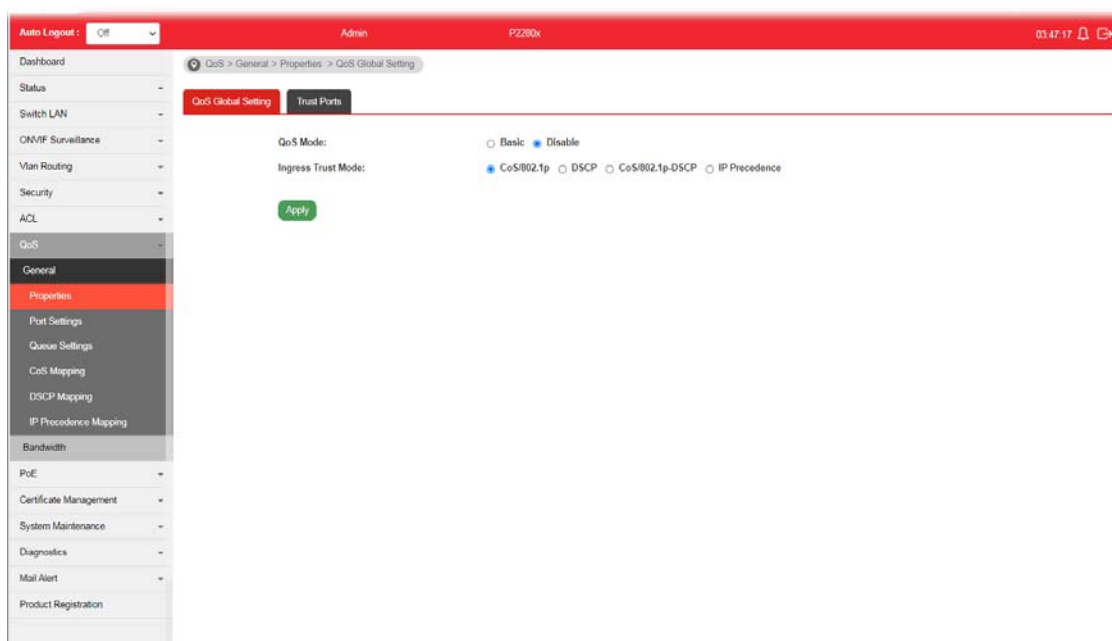 Auto Logout : Off Admin P2280x 03:47:17
Dashboard
Status
Switch LAN
ONVIF Surveillance
Vlan Routing
Security
ACL
QoS
General
Properties
Port Settings
Queue Settings
CoS Mapping
DSCP Mapping
IP Precedence Mapping
Bandwidth
PoE
Certificate Management
System Maintenance
Diagnostics
Mail Alert
Product Registration
QoS > General > Properties > QoS Global Setting
QoS Global Setting Trust Ports
QoS Mode: Basic Disable
Ingress Trust Mode: CoS/802.1p DSCP CoS/802.1p-DSCP IP Precedence
Apply